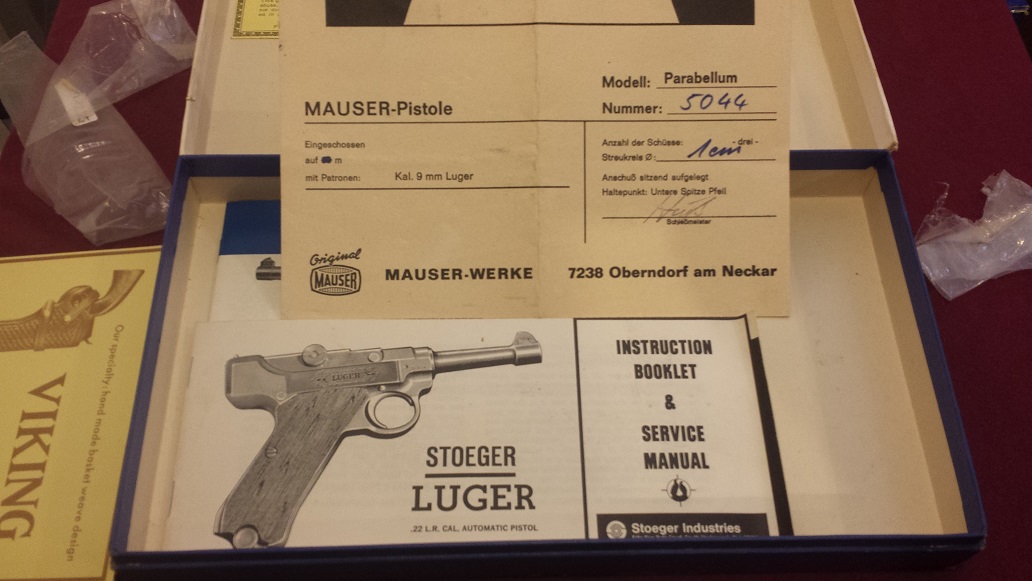 Modell: Parabellum
MAUSER-Pistole
Nummer: 5044
Eingeschossen
auf m
mit Patronen: Kal. 9 mm Luger
Anzahl der Schüsse: - drei -
Streukreis Ø: 1cm
Anschuß sitzend aufgelegt
Haltepunkt: Untere Spitze Pfeil
Schießmeister
Original
MAUSER
MAUSER-WERKE 7238 Oberndorf am Neckar
LUGER
STOEGER
LUGER
.22 L.R. CAL. AUTOMATIC PISTOL
INSTRUCTION
BOOKLET
&
SERVICE
MANUAL
Stoeger Industries
Our specialty: hand made basket weave design
VIKING